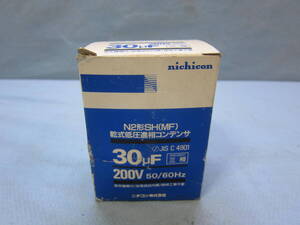 nichicon
N2形SH(MF)
乾式低圧進相コンデンサ
JIS C 4901
30μF 三相
200V 50/60Hz
ニチコン株式会社